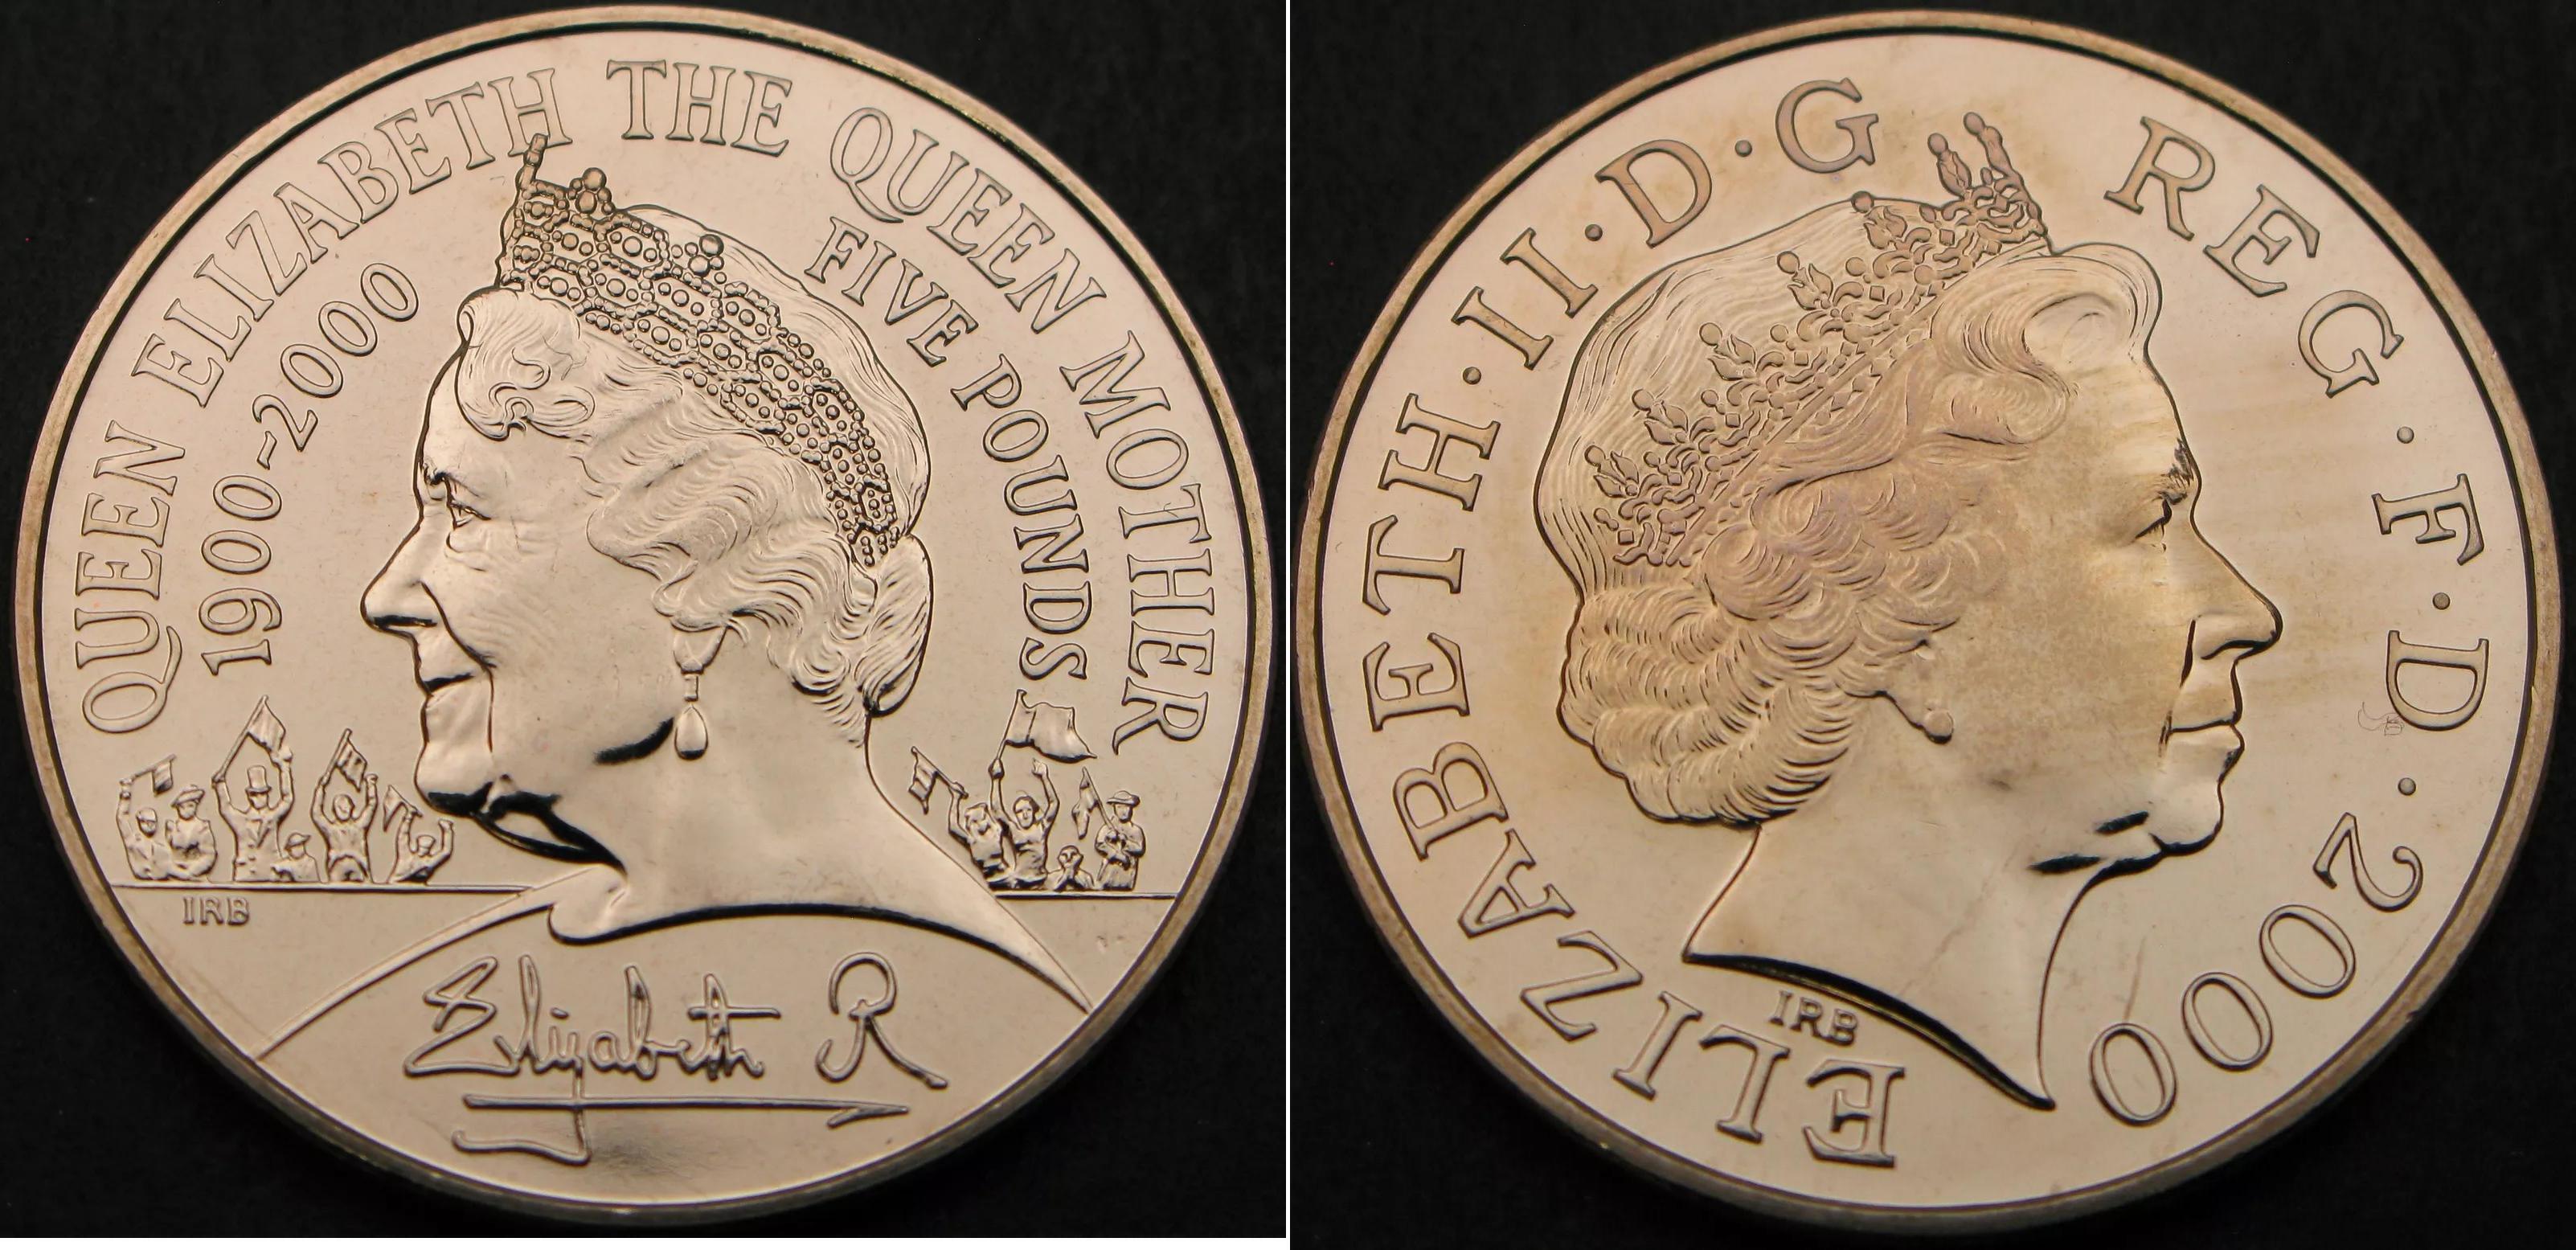 QUEEN ELIZABETH THE QUEEN MOTHER
1900~2000
FIVE POUNDS
IRB
Elizabeth R
ELIZABETH·II·D·G REG·F·D·2000
IRB